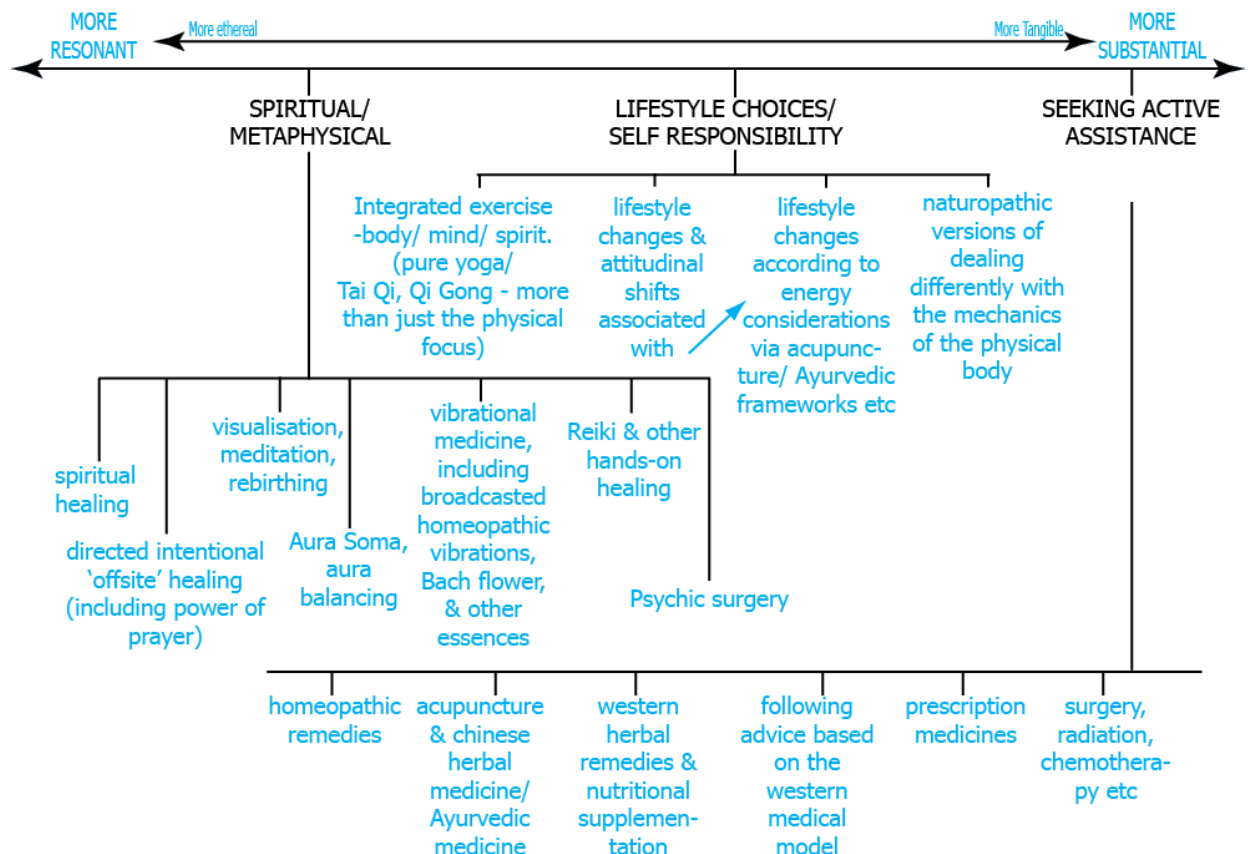 MORE
RESONANT
More ethereal
More Tangible
MORE
SUBSTANTIAL
SPIRITUAL/
METAPHYSICAL
LIFESTYLE CHOICES/
SELF RESPONSIBILITY
SEEKING ACTIVE
ASSISTANCE
Integrated exercise
-body/ mind/ spirit.
(pure yoga/
Tai Qi, Qi Gong - more
than just the physical
focus)
lifestyle
changes &
attitudinal
shifts
associated
with
lifestyle
changes
according to
energy
considerations
via acupunc-
ture/ Ayurvedic
frameworks etc
naturopathic
versions of
dealing
differently with
the mechanics
of the physical
body
spiritual
healing
directed intentional
‘offsite’ healing
(including power of
prayer)
visualisation,
meditation,
rebirthing
Aura Soma,
aura
balancing
vibrational
medicine,
including
broadcasted
homeopathic
vibrations,
Bach flower,
& other
essences
Reiki & other
hands-on
healing
Psychic surgery
homeopathic
remedies
acupuncture
& chinese
herbal
medicine/
Ayurvedic
medicine
western
herbal
remedies &
nutritional
supplemen-
tation
following
advice based
on the
western
medical
model
prescription
medicines
surgery,
radiation,
chemothera-
py etc